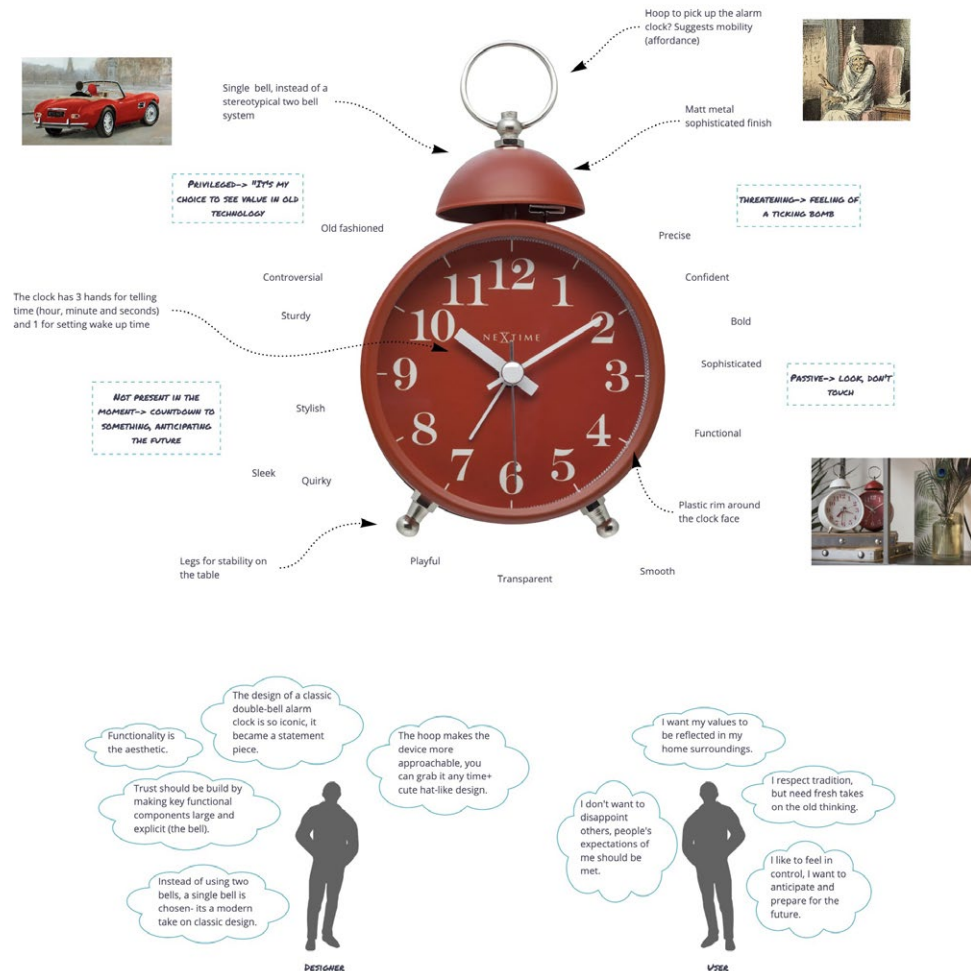 Hoop to pick up the alarm
clock? Suggests mobility
(affordance)
Single bell, instead of a
stereotypical two bell
system
Matt metal
sophisticated finish
PRIVILEGED-> "IT'S MY
CHOICE TO SEE VALUE IN OLD
TECHNOLOGY
THREATENING-> FEELING OF
A TICKING BOMB
Old fashioned
Precise
Controversial
Confident
The clock has 3 hands for telling
time (hour, minute and seconds)
and 1 for setting wake up time
Sturdy
Bold
12
11
1
10
2
NEXTIME
9
3
8
4
7
5
6
Sophisticated
PASSIVE-> LOOK, DON'T
TOUCH
NOT PRESENT IN THE
MOMENT-> COUNTDOWN TO
SOMETHING, ANTICIPATING
THE FUTURE
Stylish
Functional
Sleek
Quirky
Plastic rim around
the clock face
Legs for stability on
the table
Playful
Transparent
Smooth
Functionality is
the aesthetic.
The design of a classic
double-bell alarm
clock is so iconic, it
became a statement
piece.
The hoop makes the
device more
approachable, you
can grab it any time+
cute hat-like design.
Trust should be build by
making key functional
components large and
explicit (the bell).
Instead of using two
bells, a single bell is
chosen- its a modern
take on classic design.
DESIGNER
I want my values to
be reflected in my
home surroundings.
I respect tradition,
but need fresh takes
on the old thinking.
I don't want to
disappoint
others, people's
expectations of
me should be
met.
I like to feel in
control, I want to
anticipate and
prepare for the
future.
USER